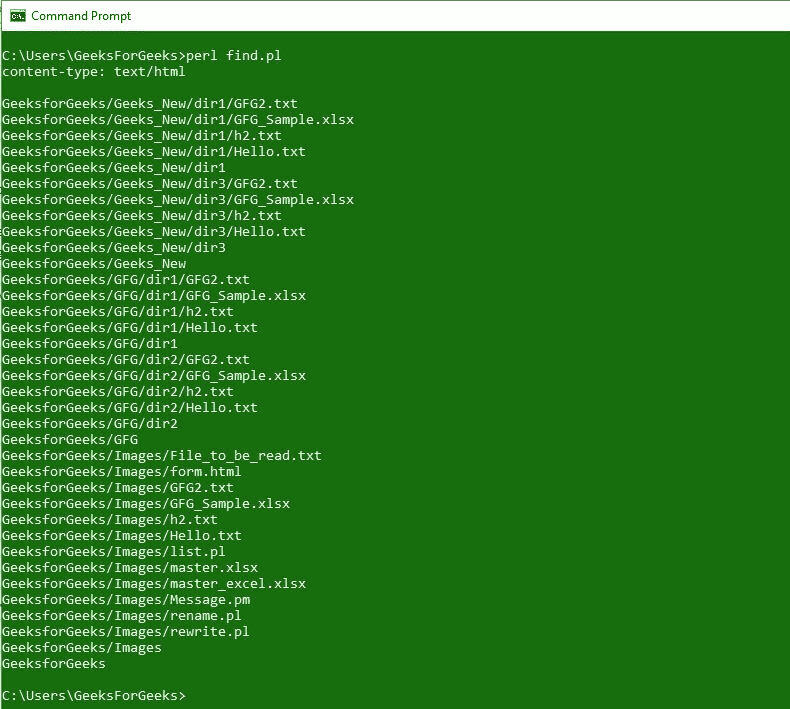 Command Prompt
C:\Users\GeeksForGeeks>perl find.pl
content-type: text/html
GeeksforGeeks/Geeks_New/dir1/GFG2.txt
GeeksforGeeks/Geeks_New/dir1/GFG_Sample.xlsx
GeeksforGeeks/Geeks_New/dir1/h2.txt
GeeksforGeeks/Geeks_New/dir1/Hello.txt
GeeksforGeeks/Geeks_New/dir1
GeeksforGeeks/Geeks_New/dir3/GFG2.txt
GeeksforGeeks/Geeks_New/dir3/GFG_Sample.xlsx
GeeksforGeeks/Geeks_New/dir3/h2.txt
GeeksforGeeks/Geeks_New/dir3/Hello.txt
GeeksforGeeks/Geeks_New/dir3
GeeksforGeeks/Geeks_New
GeeksforGeeks/GFG/dir1/GFG2.txt
GeeksforGeeks/GFG/dir1/GFG_Sample.xlsx
GeeksforGeeks/GFG/dir1/h2.txt
GeeksforGeeks/GFG/dir1/Hello.txt
GeeksforGeeks/GFG/dir1
GeeksforGeeks/GFG/dir2/GFG2.txt
GeeksforGeeks/GFG/dir2/GFG_Sample.xlsx
GeeksforGeeks/GFG/dir2/h2.txt
GeeksforGeeks/GFG/dir2/Hello.txt
GeeksforGeeks/GFG/dir2
GeeksforGeeks/GFG
GeeksforGeeks/Images/File_to_be_read.txt
GeeksforGeeks/Images/form.html
GeeksforGeeks/Images/GFG2.txt
GeeksforGeeks/Images/GFG_Sample.xlsx
GeeksforGeeks/Images/h2.txt
GeeksforGeeks/Images/Hello.txt
GeeksforGeeks/Images/list.pl
GeeksforGeeks/Images/master.xlsx
GeeksforGeeks/Images/master_excel.xlsx
GeeksforGeeks/Images/Message.pm
GeeksforGeeks/Images/rename.pl
GeeksforGeeks/Images/rewrite.pl
GeeksforGeeks/Images
GeeksforGeeks
C:\Users\GeeksForGeeks>